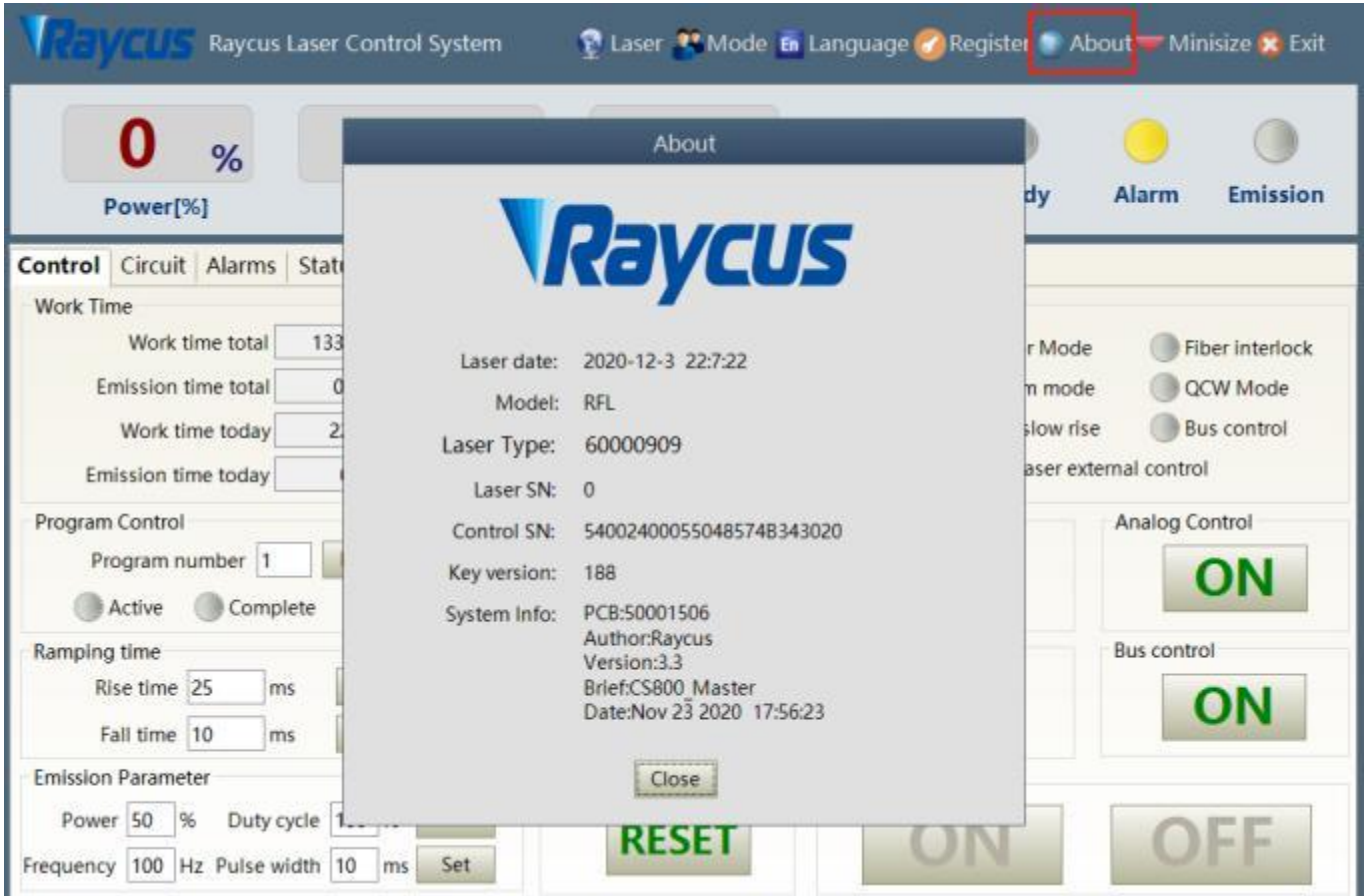 Raycus Raycus Laser Control System Laser Mode En Language Register About Minisize Exit
0 %
Power[%]
Alarm Emission
About
Raycus
Laser date: 2020-12-3 22:7:22
Model: RFL
Laser Type: 60000909
Laser SN: 0
Control SN: 54002400055048574B343020
Key version: 188
System Info: PCB:50001506
Author:Raycus
Version:3.3
Brief:CS800_Master
Date:Nov 23 2020 17:56:23
Close
Control Circuit Alarms
Work Time
Work time total 133
Emission time total 0
Work time today
Emission time today
Mode Fiber interlock
mode QCW Mode
slow rise Bus control
external control
Program Control
Program number 1
Active Complete
Analog Control
ON
Ramping time
Rise time 25 ms
Fall time 10 ms
Bus control
ON
Emission Parameter
Power 50 % Duty cycle
Frequency 100 Hz Pulse width 10 ms Set
RESET
ON
OFF